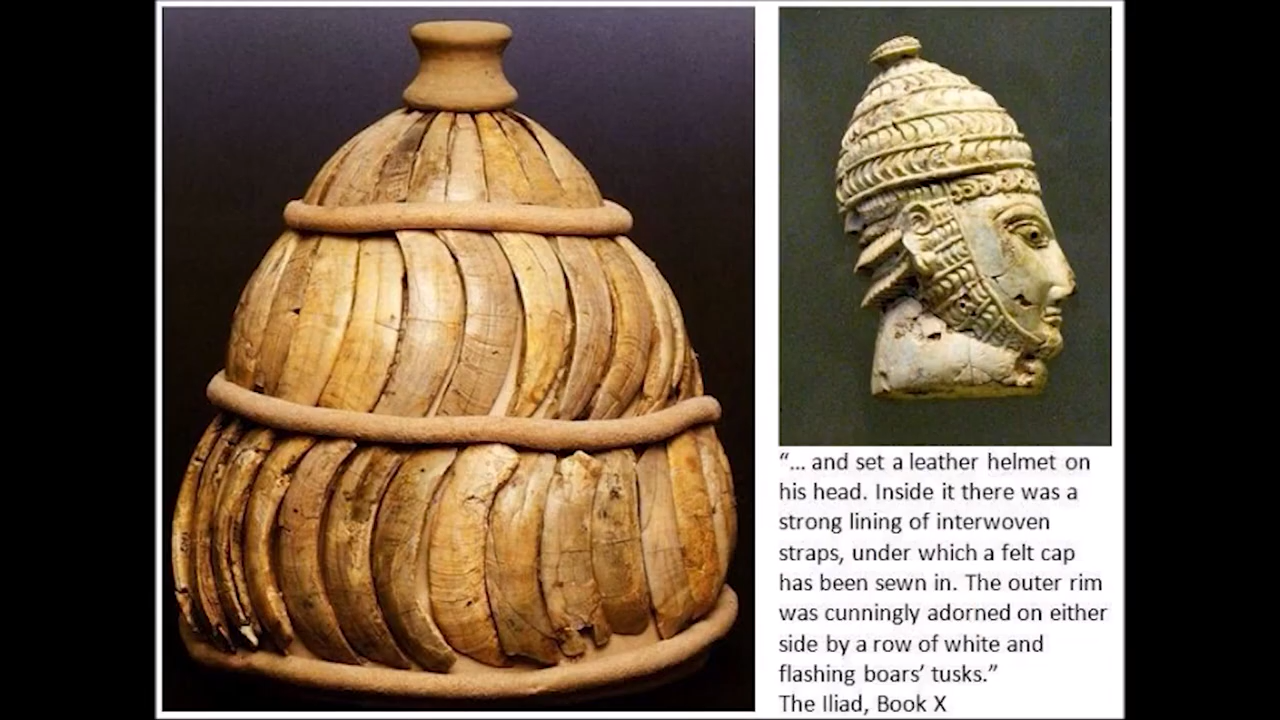 “... and set a leather helmet on
his head. Inside it there was a
strong lining of interwoven
straps, under which a felt cap
has been sewn in. The outer rim
was cunningly adorned on either
side by a row of white and
flashing boars’ tusks.”
The Iliad, Book X